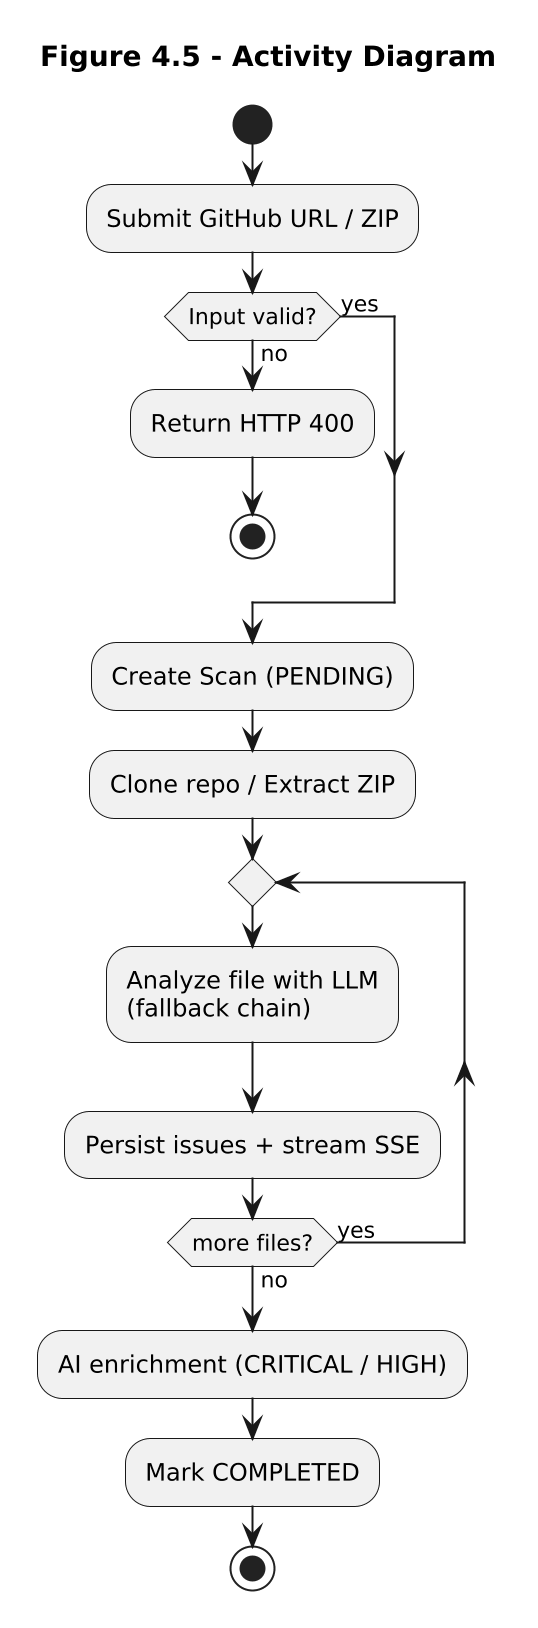 Figure 4.5 - Activity Diagram
Submit GitHub URL / ZIP
Input valid?
yes
no
Return HTTP 400
Create Scan (PENDING)
Clone repo / Extract ZIP
Analyze file with LLM
(fallback chain)
Persist issues + stream SSE
more files?
yes
no
AI enrichment (CRITICAL / HIGH)
Mark COMPLETED